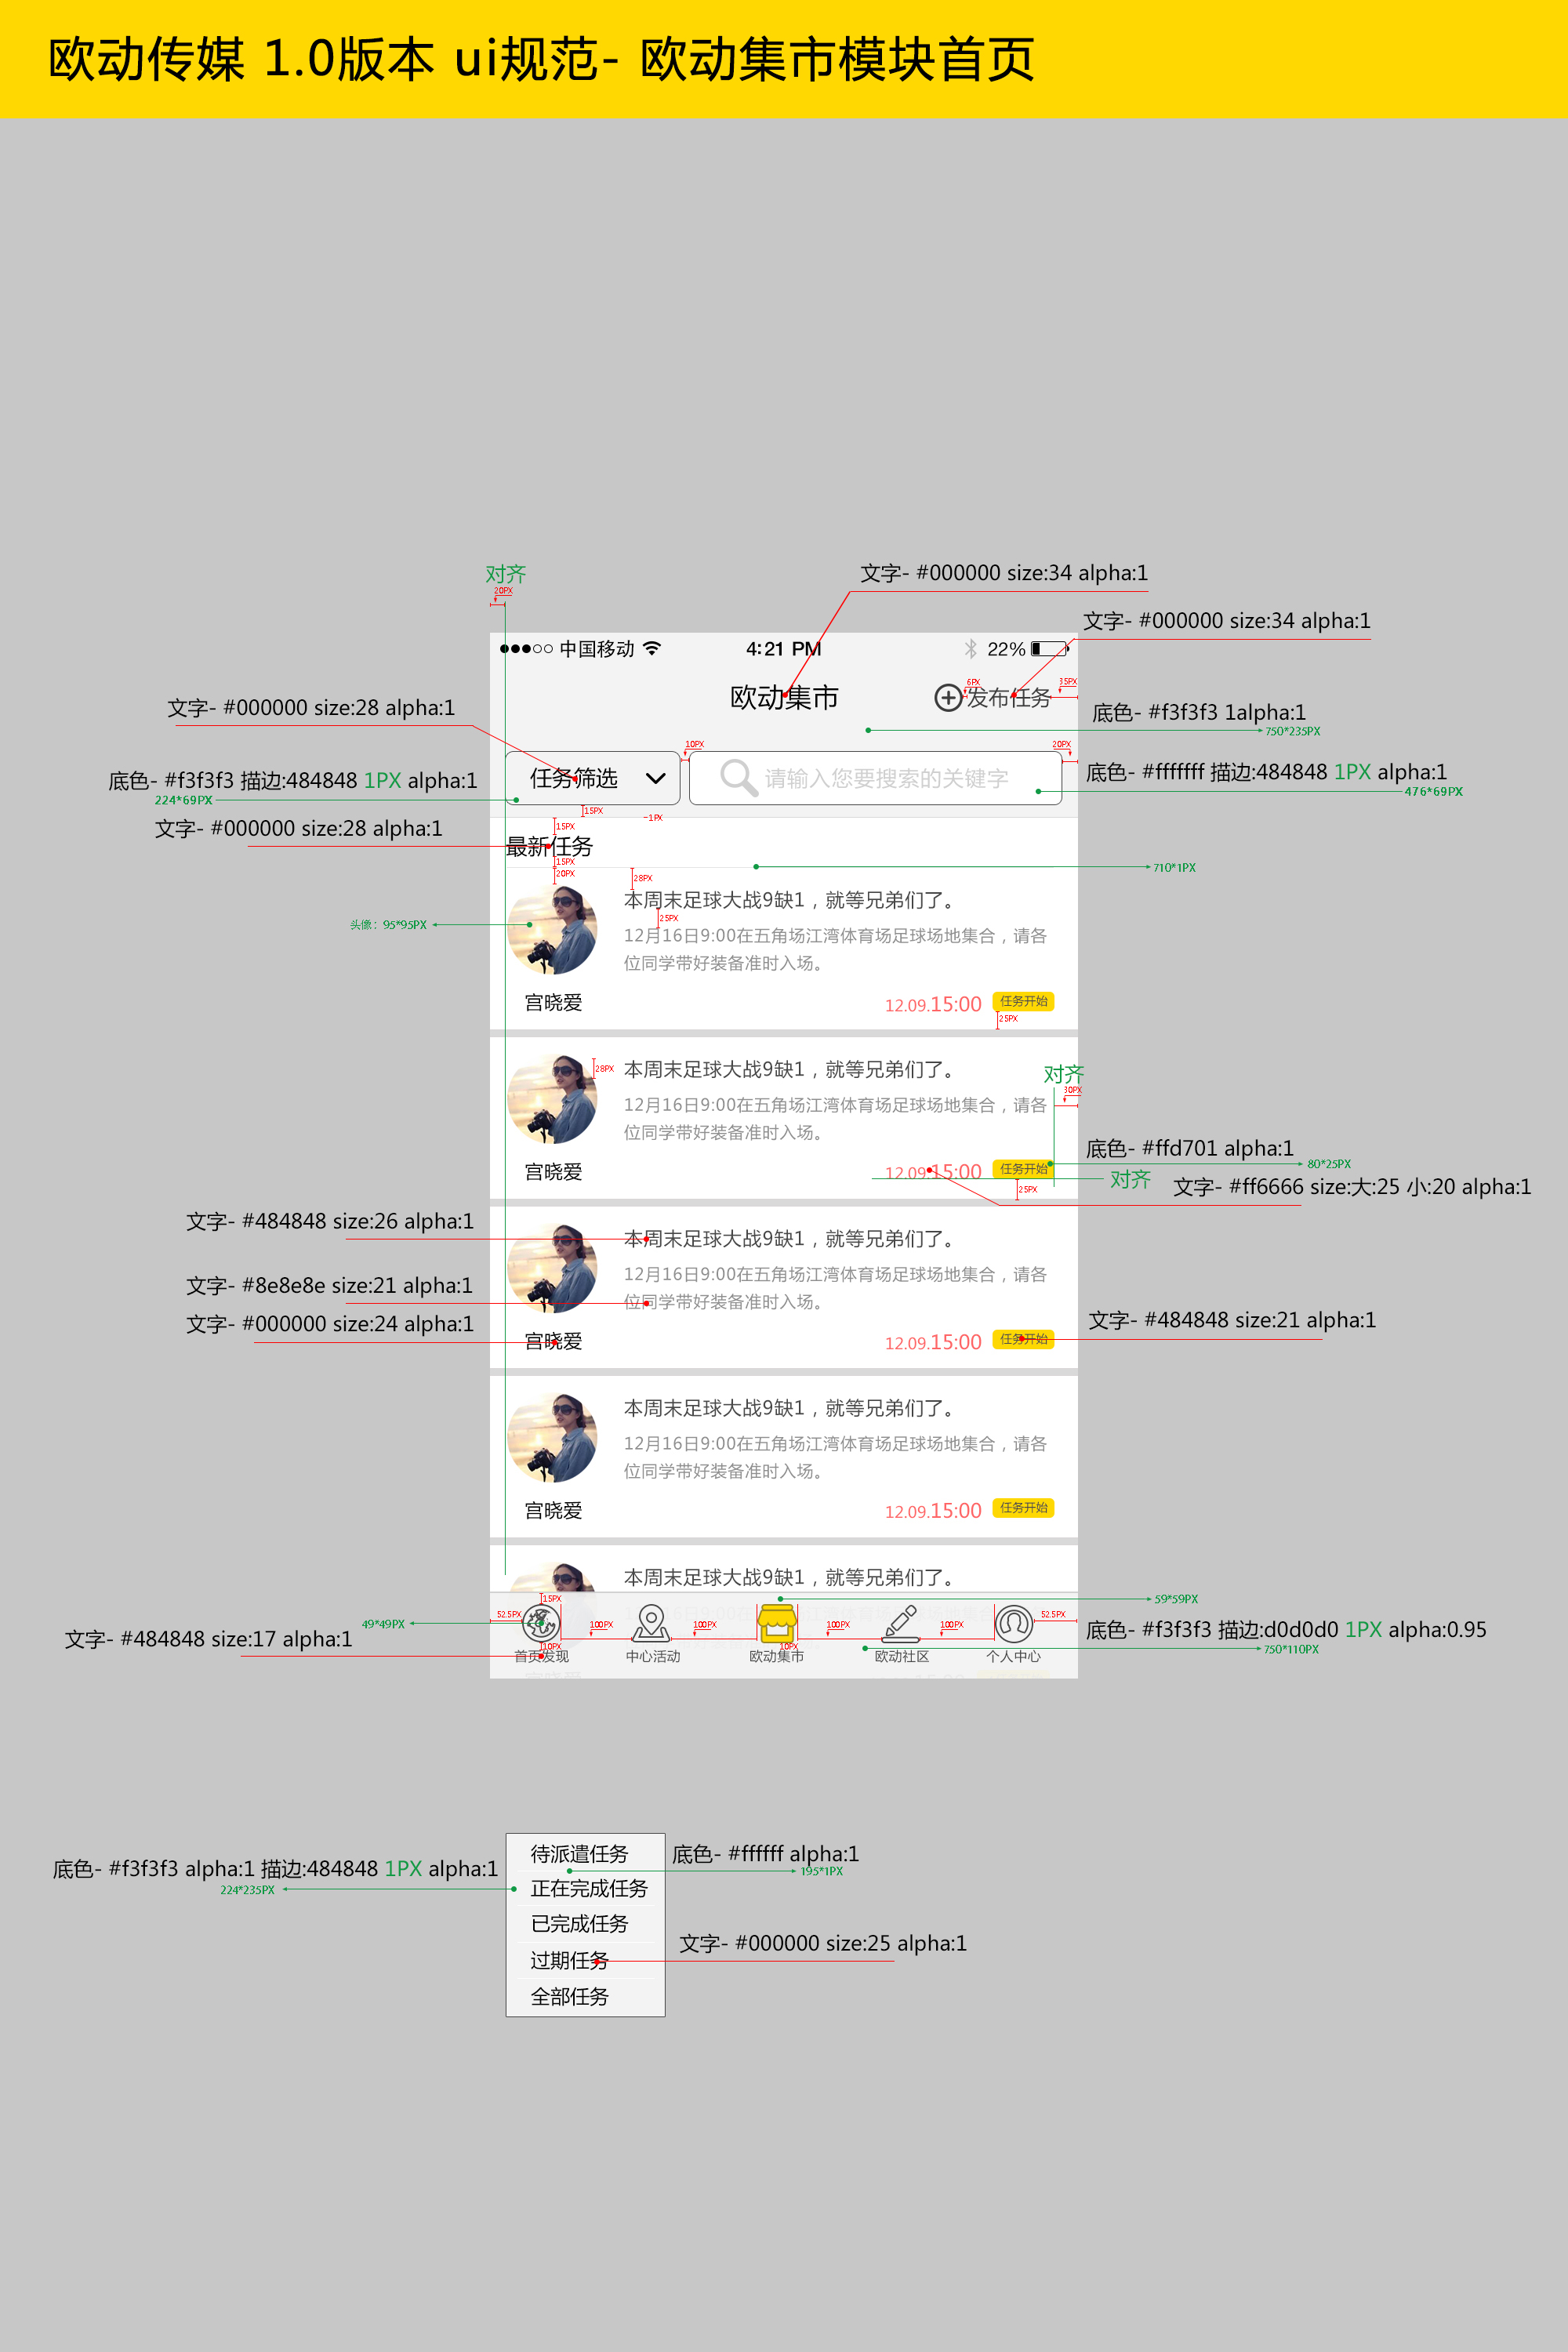 欧动传媒 1.0版本 ui规范- 欧动集市模块首页
对齐
20PX
文字- #000000 size:34 alpha:1
文字- #000000 size:34 alpha:1
中国移动
4:21 PM
22%
欧动集市
6PX
发布任务
35PX
文字- #000000 size:28 alpha:1
底色- #f3f3f3 1alpha:1
750*235PX
10PX
20PX
任务筛选
请输入您要搜索的关键字
底色- #f3f3f3 描边:484848 1PX alpha:1
224*69PX
底色- #fffffff 描边:484848 1PX alpha:1
476*69PX
15PX
-1PX
15PX
文字- #000000 size:28 alpha:1
最新任务
15PX
20PX
710*1PX
28PX
本周末足球大战9缺1，就等兄弟们了。
25PX
头像：95*95PX
12月16日9:00在五角场江湾体育场足球场地集合，请各
位同学带好装备准时入场。
宫晓爱
12.09.15:00
任务开始
25PX
28PX
本周末足球大战9缺1，就等兄弟们了。
对齐
30PX
12月16日9:00在五角场江湾体育场足球场地集合，请各
位同学带好装备准时入场。
底色- #ffd701 alpha:1
80*25PX
宫晓爱
12.09.15:00
任务开始
对齐
25PX
文字- #ff6666 size:大:25 小:20 alpha:1
文字- #484848 size:26 alpha:1
本周末足球大战9缺1，就等兄弟们了。
文字- #8e8e8e size:21 alpha:1
12月16日9:00在五角场江湾体育场足球场地集合，请各
位同学带好装备准时入场。
文字- #000000 size:24 alpha:1
宫晓爱
12.09.15:00
任务开始
文字- #484848 size:21 alpha:1
本周末足球大战9缺1，就等兄弟们了。
12月16日9:00在五角场江湾体育场足球场地集合，请各
位同学带好装备准时入场。
宫晓爱
12.09.15:00
任务开始
本周末足球大战9缺1，就等兄弟们了。
15PX
59*59PX
52.5PX
100PX
100PX
100PX
100PX
52.5PX
49*49PX
文字- #484848 size:17 alpha:1
底色- #f3f3f3 描边:d0d0d0 1PX alpha:0.95
750*110PX
10PX
10PX
首页发现
中心活动
欧动集市
欧动社区
个人中心
待派遣任务
底色- #ffffff alpha:1
195*1PX
底色- #f3f3f3 alpha:1 描边:484848 1PX alpha:1
224*235PX
正在完成任务
已完成任务
文字- #000000 size:25 alpha:1
过期任务
全部任务